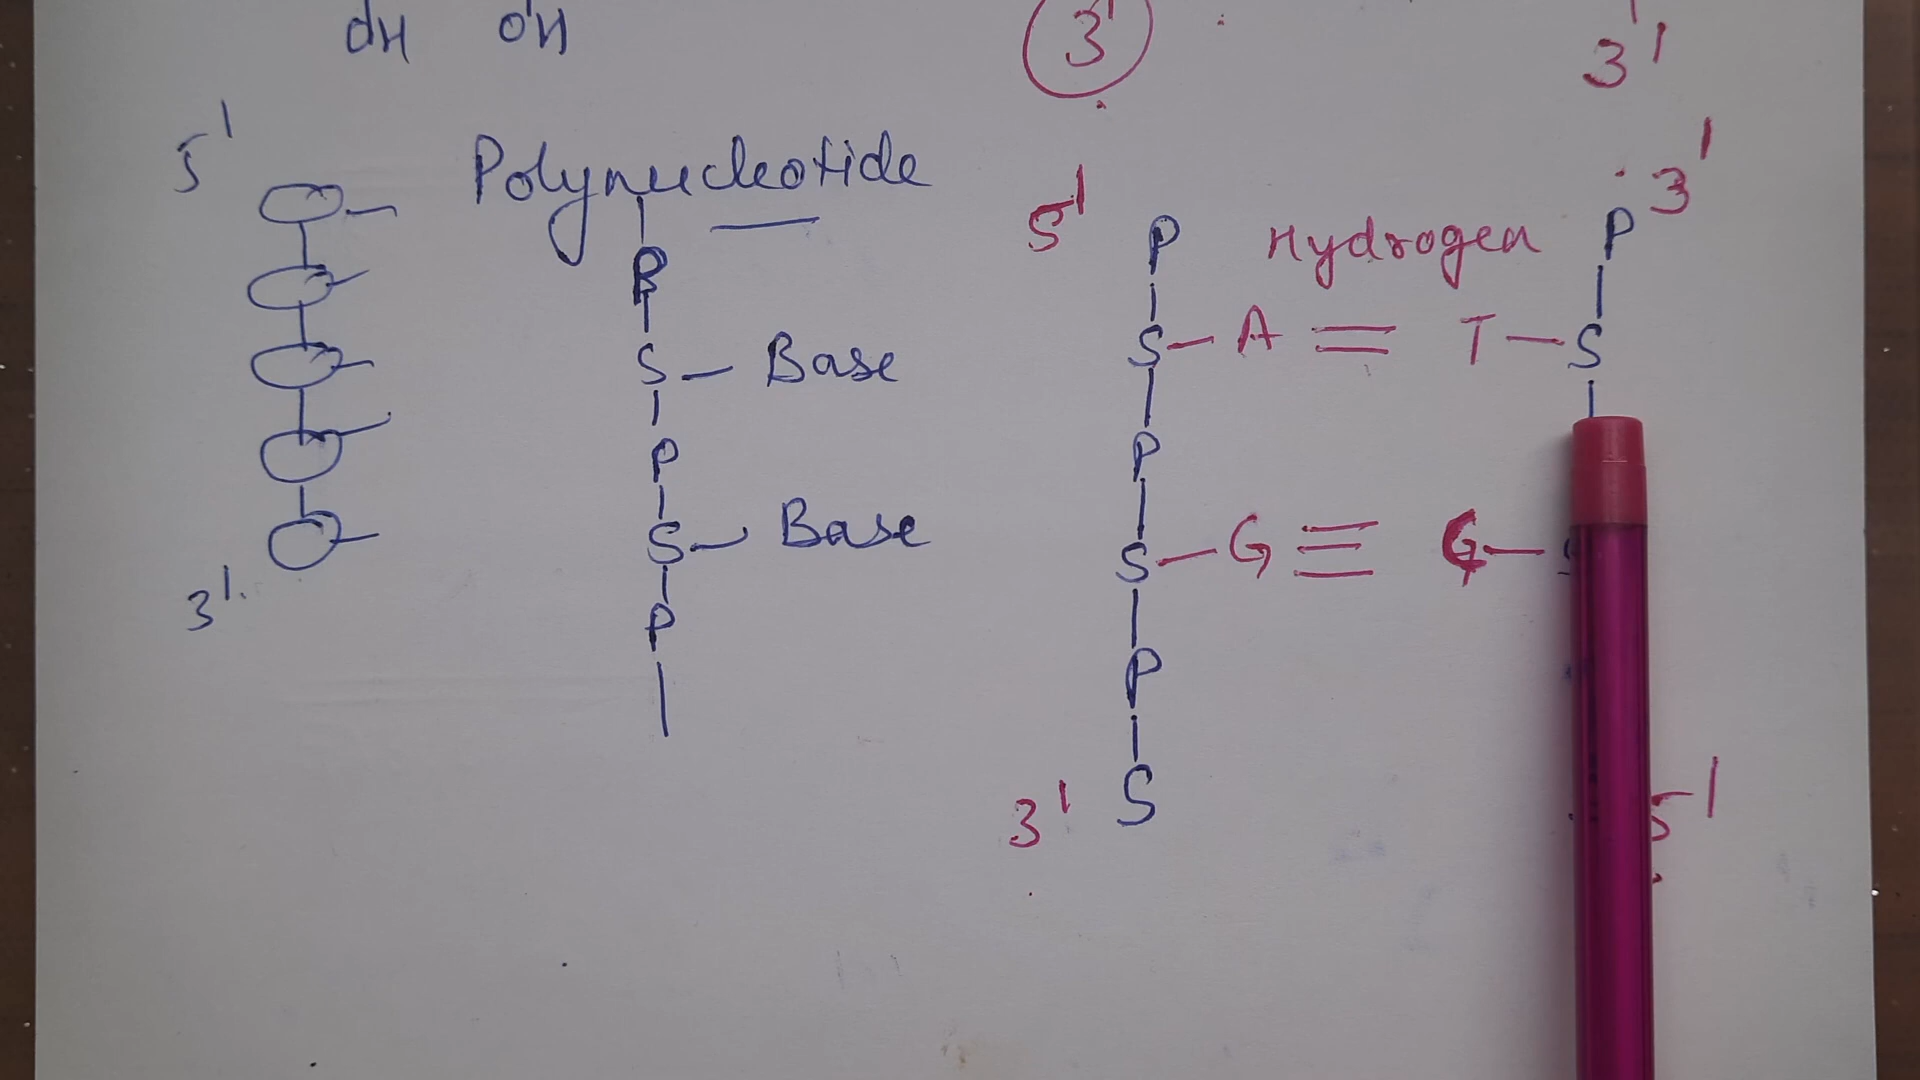 OH OH 3' 3'
5' Polynucleotide
P
S - Base
P
S - Base
P
3'
5' P Hydrogen P 3'
S - A = T - S
P
S - G ≡ C -
P
3' S 5'